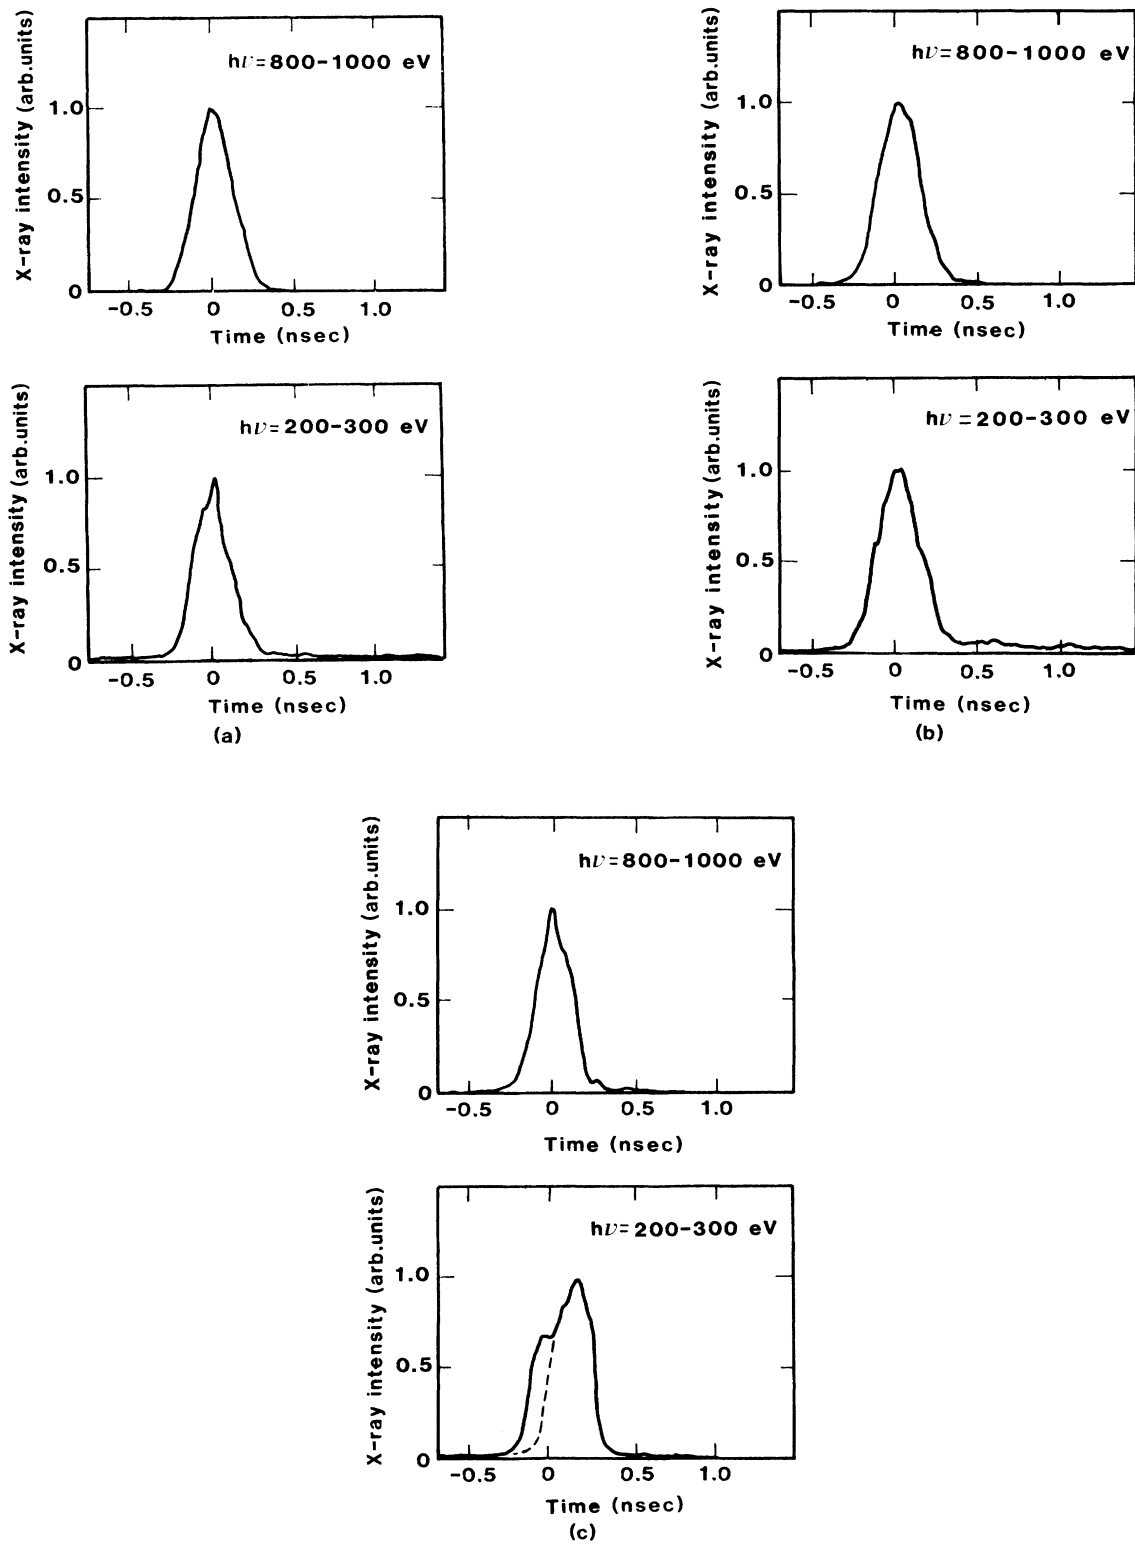 X-ray intensity (arb.units)
hν=800-1000 eV
1.0
0.5
0
-0.5 0 0.5 1.0
Time (nsec)
X-ray intensity (arb.units)
hν=200-300 eV
1.0
0.5
0
-0.5 0 0.5 1.0
Time (nsec)
(a)
X-ray intensity (arb.units)
hν=800-1000 eV
1.0
0.5
0
-0.5 0 0.5 1.0
Time (nsec)
X-ray intensity (arb.units)
hν=200-300 eV
1.0
0.5
0
-0.5 0 0.5 1.0
Time (nsec)
(b)
X-ray intensity (arb.units)
hν=800-1000 eV
1.0
0.5
0
-0.5 0 0.5 1.0
Time (nsec)
X-ray intensity (arb.units)
hν=200-300 eV
1.0
0.5
0
-0.5 0 0.5 1.0
Time (nsec)
(c)